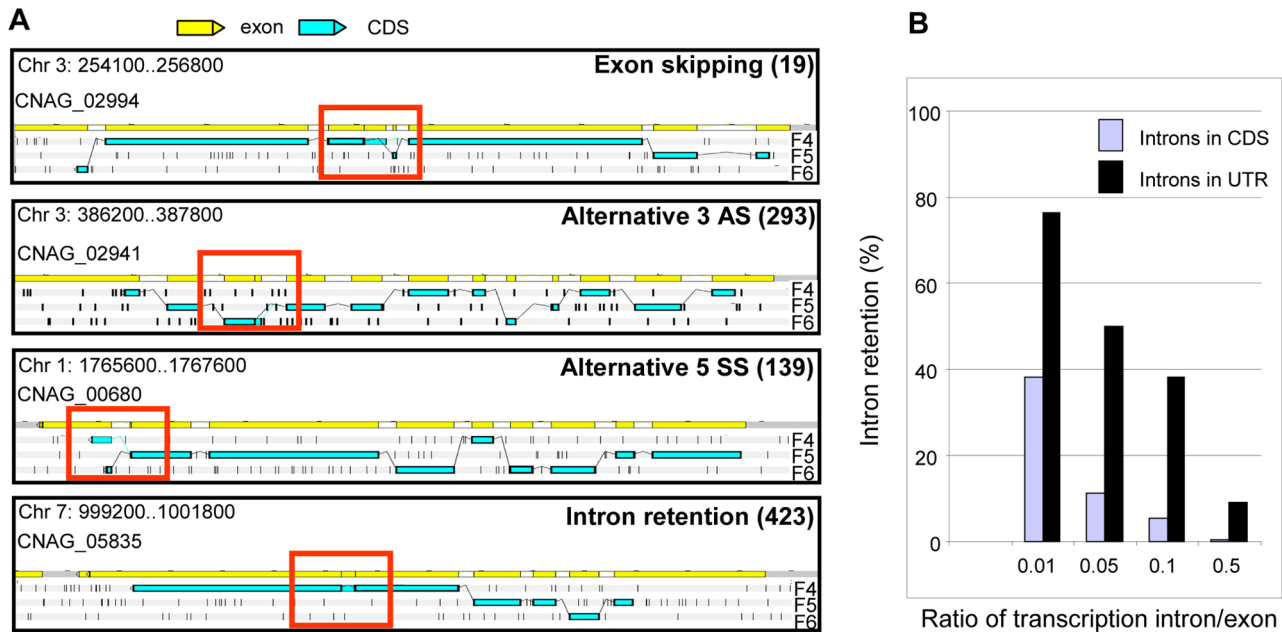 A
exon
CDS
Chr 3: 254100..256800
Exon skipping (19)
CNAG_02994
F4
F5
F6
Chr 3: 386200..387800
Alternative 3 AS (293)
CNAG_02941
F4
F5
F6
Chr 1: 1765600..1767600
Alternative 5 SS (139)
CNAG_00680
F4
F5
F6
Chr 7: 999200..1001800
Intron retention (423)
CNAG_05835
F4
F5
F6
B
100
80
60
40
20
0
Intron retention (%)
Introns in CDS
Introns in UTR
0.01 0.05 0.1 0.5
Ratio of transcription intron/exon